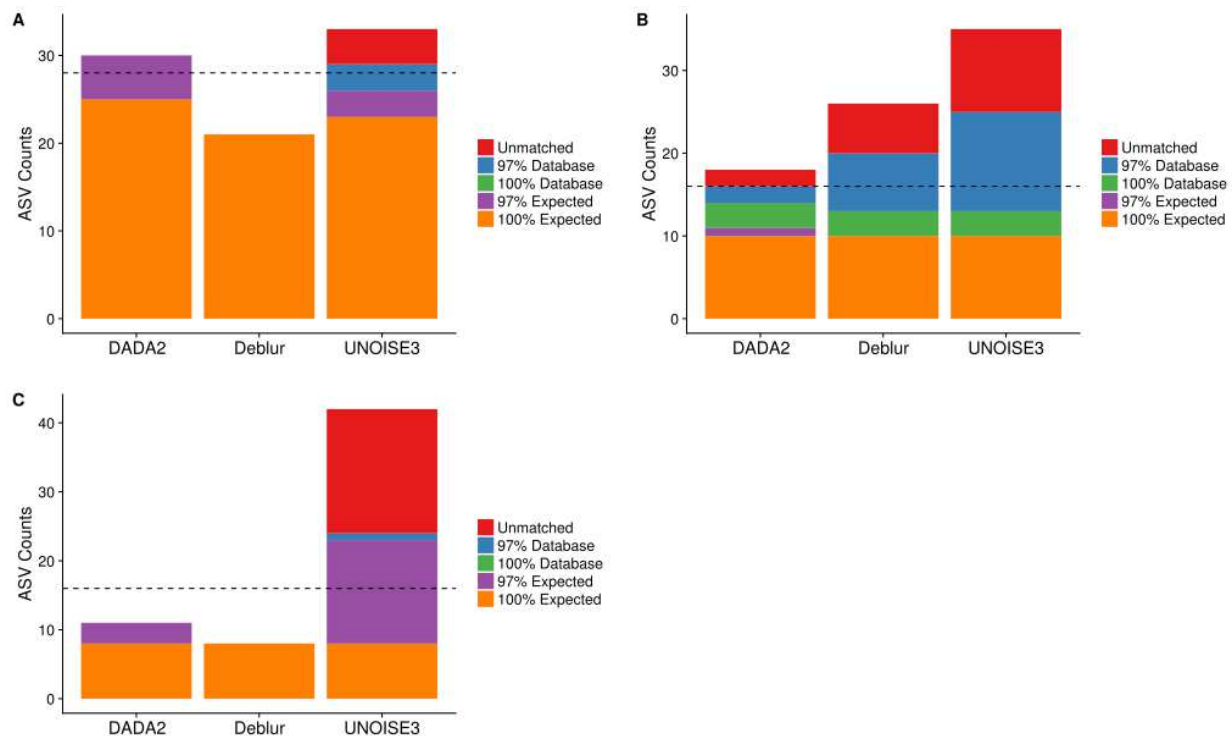 A
ASV Counts
30
20
10
0
DADA2
Deblur
UNOISE3
Unmatched
97% Database
100% Database
97% Expected
100% Expected
B
ASV Counts
30
20
10
0
DADA2
Deblur
UNOISE3
Unmatched
97% Database
100% Database
97% Expected
100% Expected
C
ASV Counts
40
30
20
10
0
DADA2
Deblur
UNOISE3
Unmatched
97% Database
100% Database
97% Expected
100% Expected